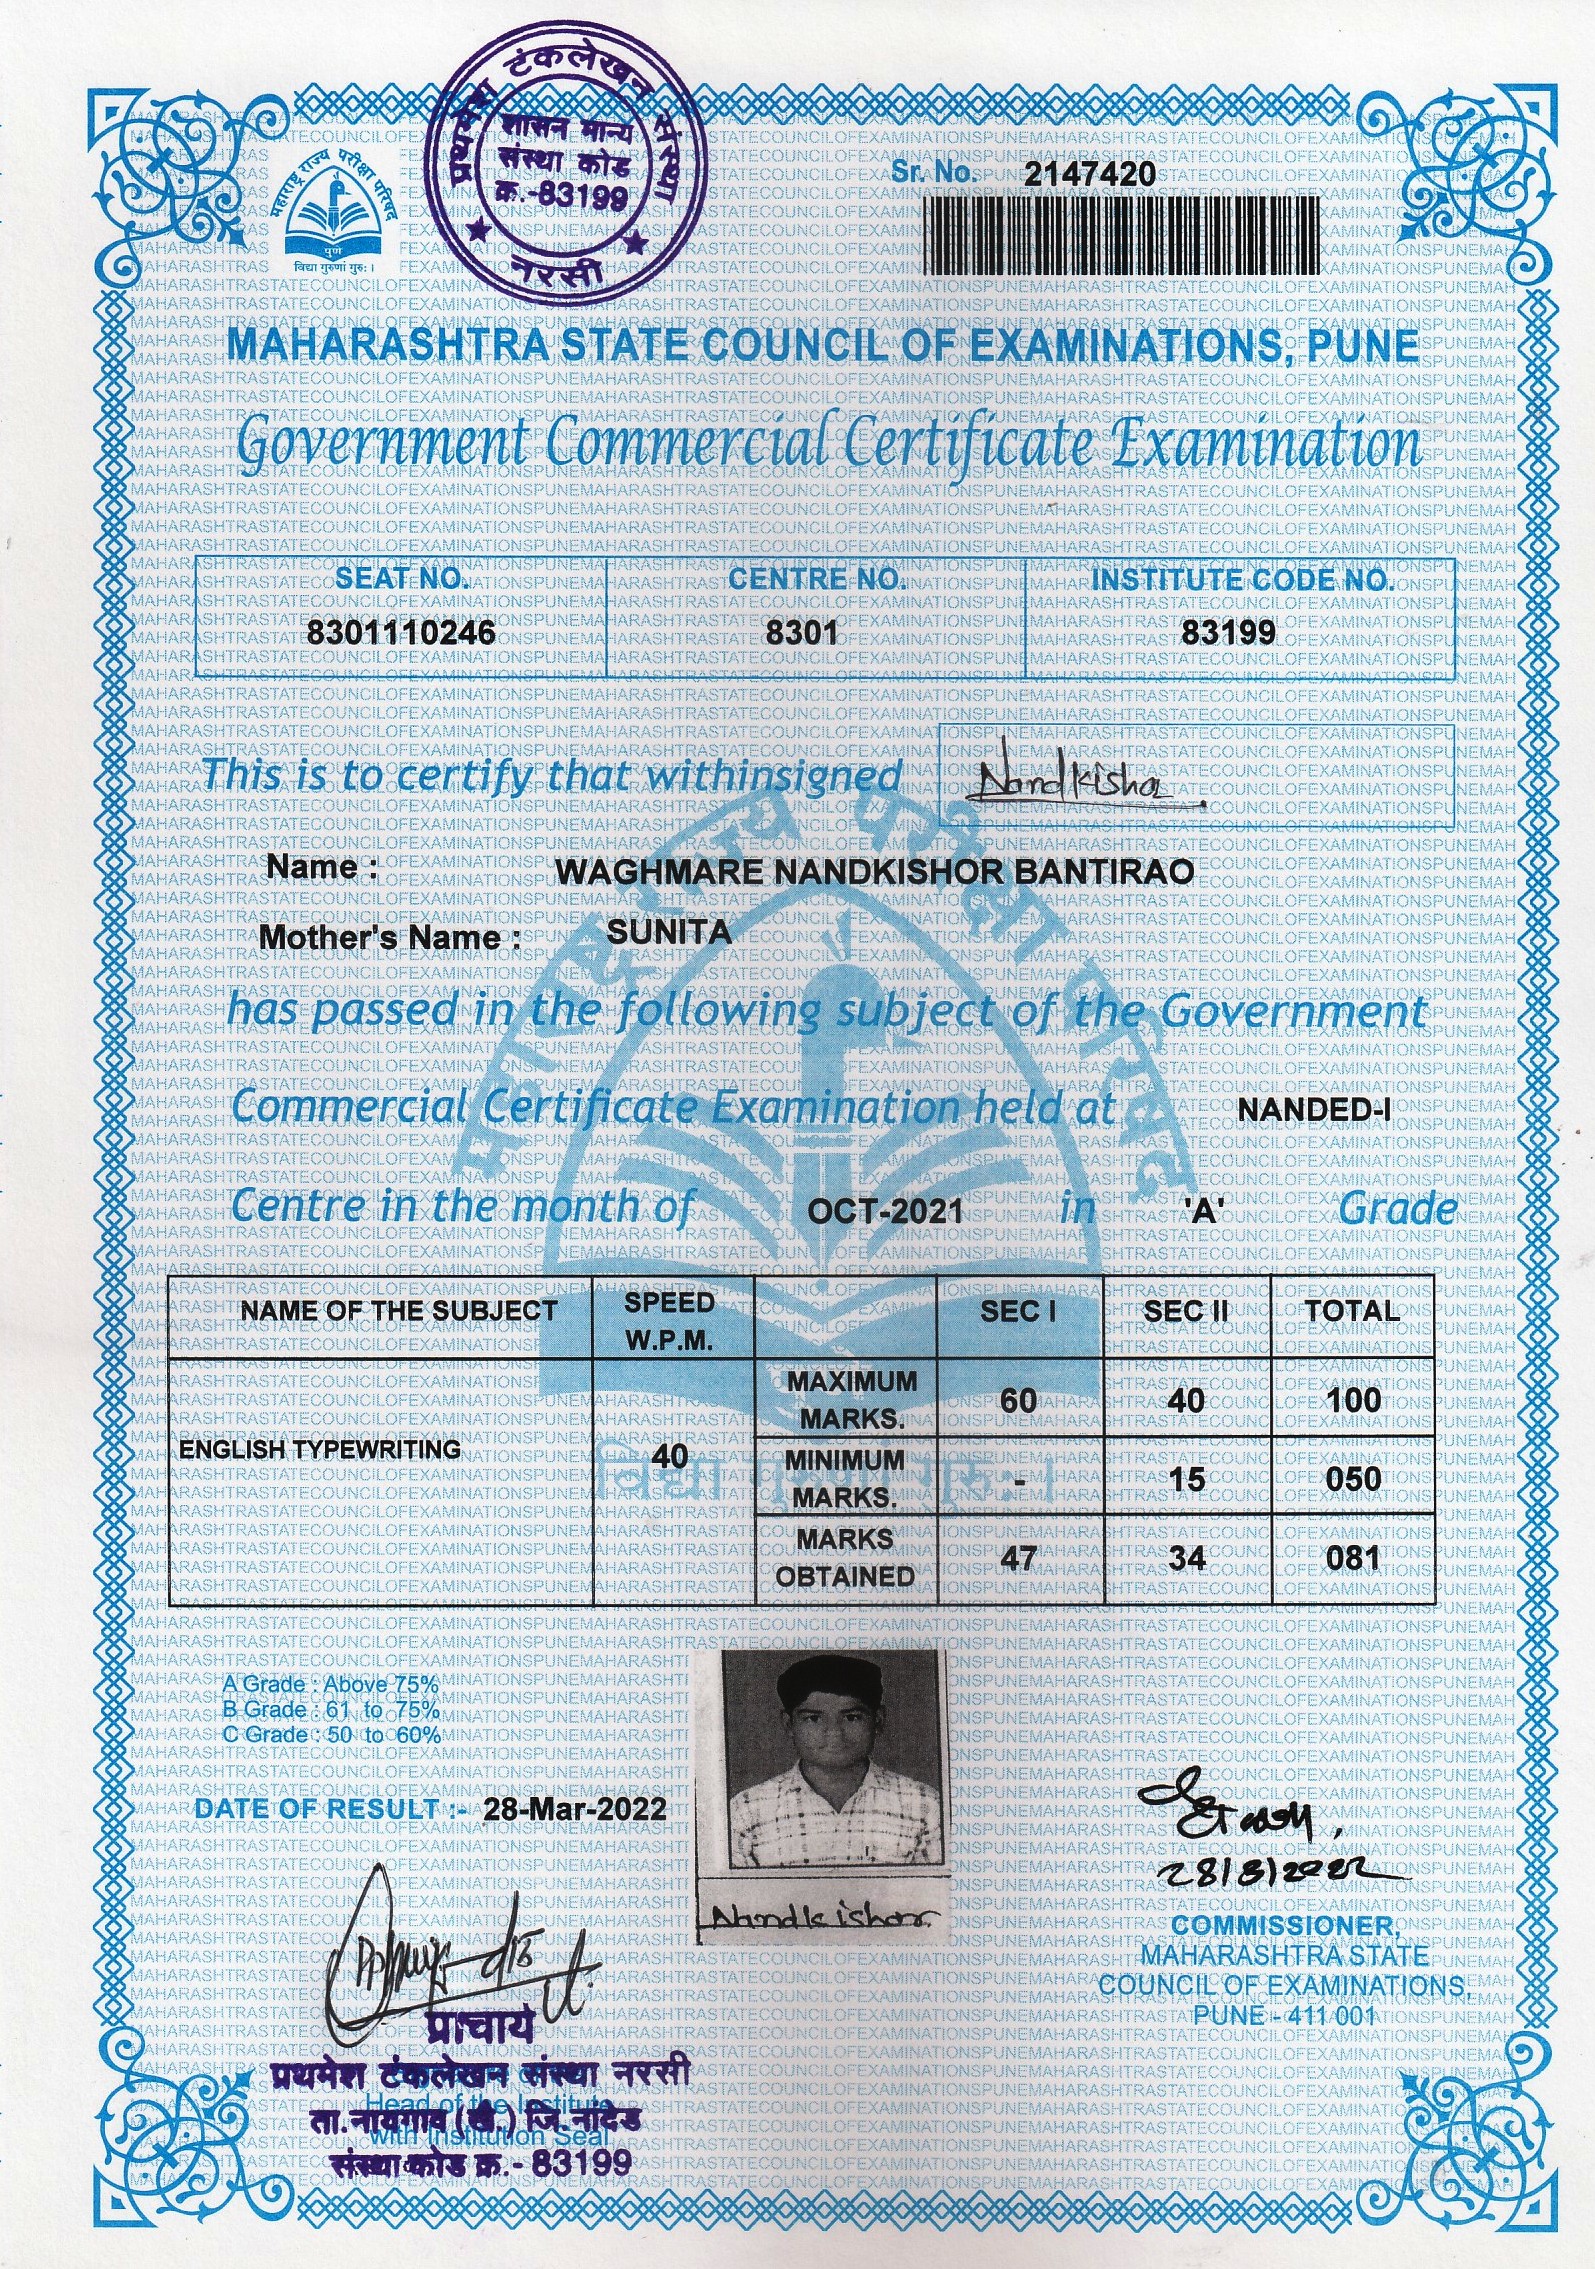 प्रथमेश टंकलेखन संस्था
शासन मान्य
संस्था कोड
क्र.-83199
★ नरसी ★
महाराष्ट्र राज्य परीक्षा परिषद
पुणे
विद्या गुरुणां गुरु: ।
Sr. No. 2147420
MAHARASHTRA STATE COUNCIL OF EXAMINATIONS, PUNE
Government Commercial Certificate Examination
SEAT NO. CENTRE NO. INSTITUTE CODE NO.
8301110246 8301 83199
This is to certify that withinsigned
Name : WAGHMARE NANDKISHOR BANTIRAO
Mother's Name : SUNITA
has passed in the following subject of the Government
Commercial Certificate Examination held at NANDED-I
Centre in the month of OCT-2021 in 'A' Grade
NAME OF THE SUBJECT SPEED W.P.M. SEC I SEC II TOTAL
ENGLISH TYPEWRITING 40
MAXIMUM MARKS. 60 40 100
MINIMUM MARKS. - 15 050
MARKS OBTAINED 47 34 081
महाराष्ट्र राज्य परीक्षा परिषद
विद्या गुरुणां गुरु: ।
A Grade : Above 75%
B Grade : 61 to 75%
C Grade : 50 to 60%
DATE OF RESULT :- 28-Mar-2022
Nandkishor
28/3/2022
COMMISSIONER,
MAHARASHTRA STATE
COUNCIL OF EXAMINATIONS,
PUNE - 411 001
प्राचार्य
प्रथमेश टंकलेखन संस्था नरसी
Head of the Institute
ता.नायगाव (खै.) जि.नांदेड
with Institution Seal
संस्था कोड क्र.- 83199